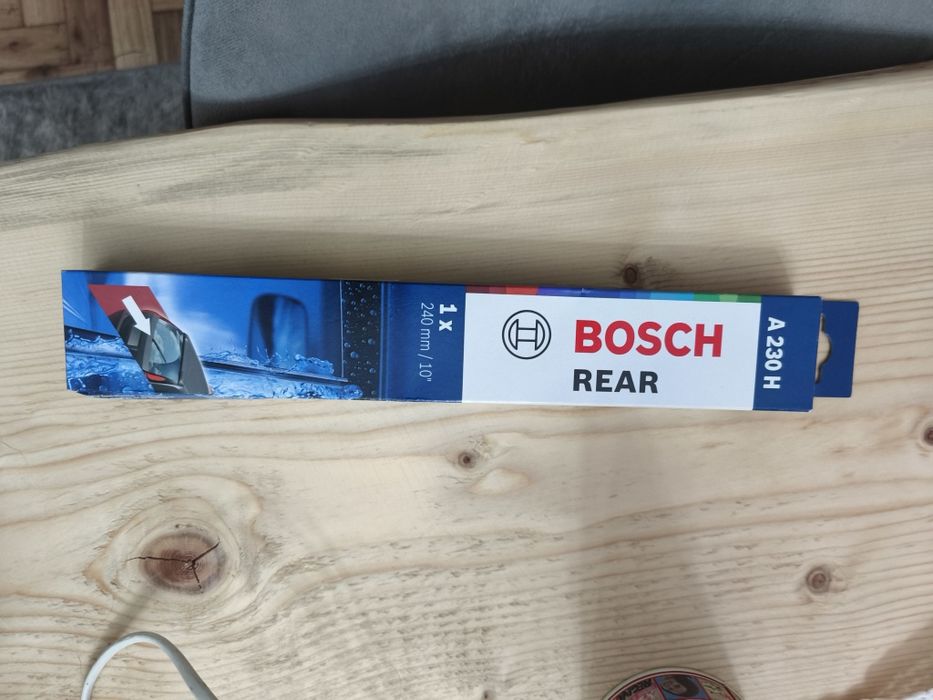 1 x
240 mm / 10"
BOSCH
REAR
A 230 H